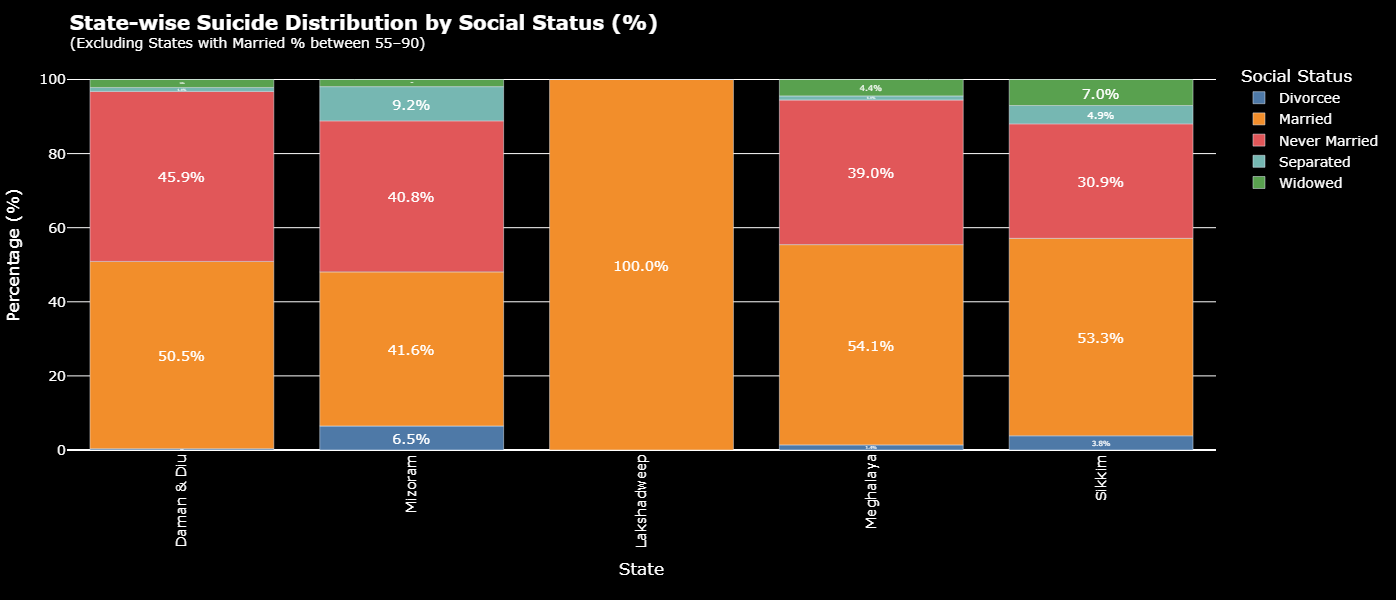 State-wise Suicide Distribution by Social Status (%)
(Excluding States with Married % between 55–90)
Social Status
Divorcee
Married
Never Married
Separated
Widowed
Percentage (%)
100
80
60
40
20
0
45.9%
50.5%
9.2%
40.8%
41.6%
6.5%
100.0%
4.4%
39.0%
54.1%
7.0%
4.9%
30.9%
53.3%
3.8%
Daman & Diu
Mizoram
Lakshadweep
Meghalaya
Sikkim
State